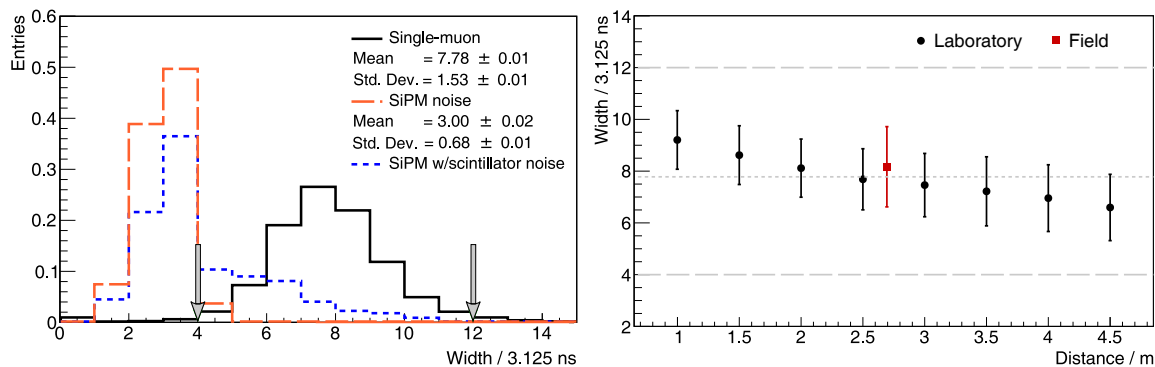 Entries
0.6
0.5
0.4
0.3
0.2
0.1
0
0 2 4 6 8 10 12 14
Width / 3.125 ns
Single-muon
Mean = 7.78 ± 0.01
Std. Dev. = 1.53 ± 0.01
SiPM noise
Mean = 3.00 ± 0.02
Std. Dev. = 0.68 ± 0.01
SiPM w/scintillator noise
Width / 3.125 ns
14
12
10
8
6
4
2
1 1.5 2 2.5 3 3.5 4 4.5
Distance / m
Laboratory Field